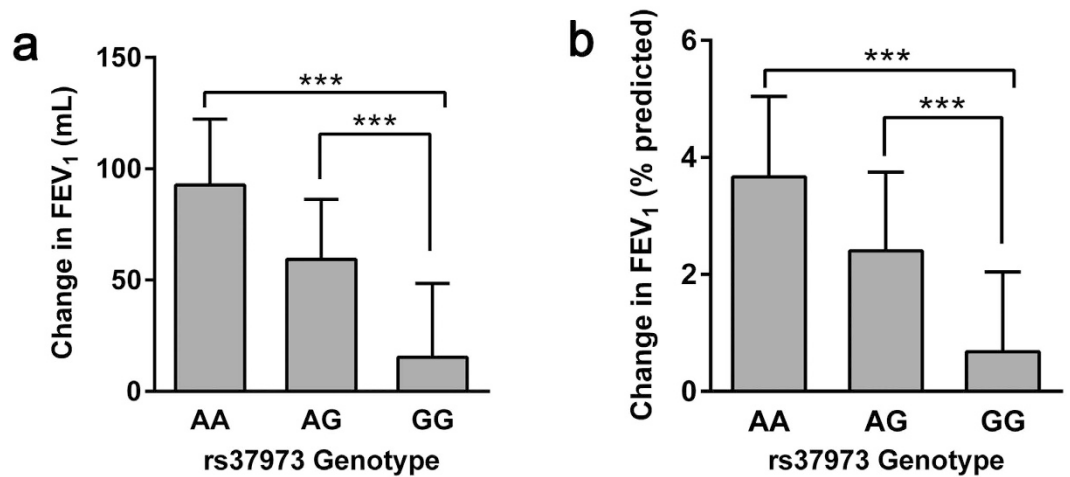 a
Change in FEV₁ (mL)
150
100
50
0
***
***
AA AG GG
rs37973 Genotype
b
Change in FEV₁ (% predicted)
6
4
2
0
***
***
AA AG GG
rs37973 Genotype